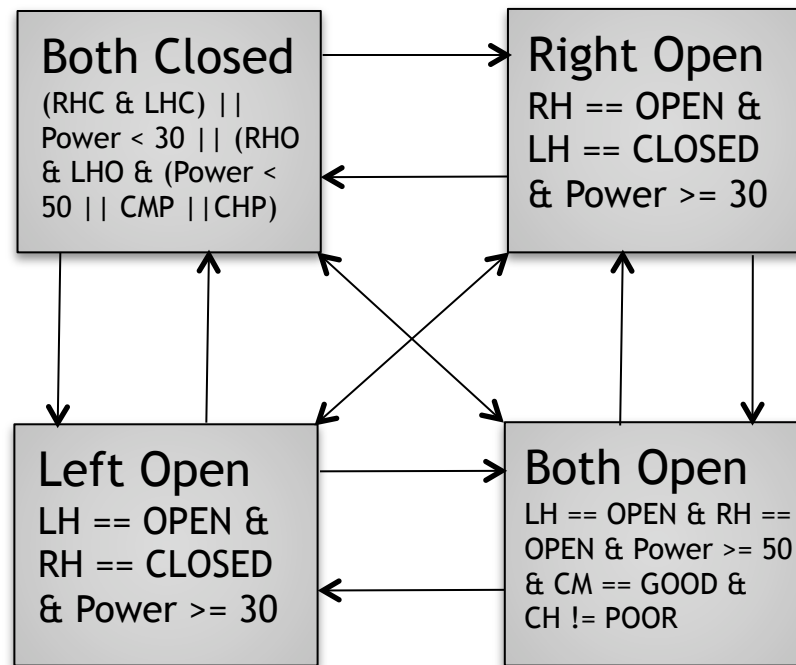 Both Closed
(RHC & LHC) ||
Power < 30 || (RHO
& LHO & (Power <
50 || CMP ||CHP)
Right Open
RH == OPEN &
LH == CLOSED
& Power >= 30
Left Open
LH == OPEN &
RH == CLOSED
& Power >= 30
Both Open
LH == OPEN & RH ==
OPEN & Power >= 50
& CM == GOOD &
CH != POOR